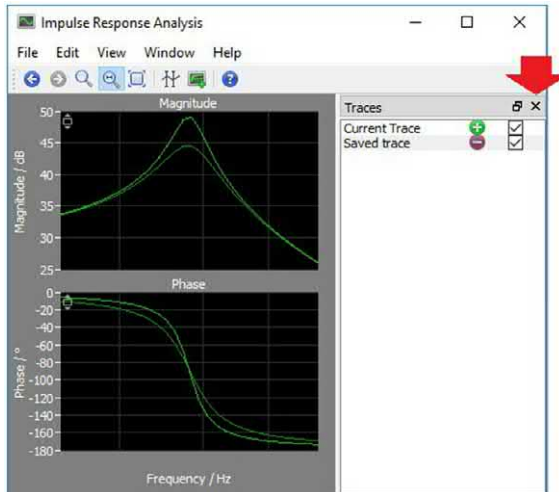 Impulse Response Analysis
File Edit View Window Help
Magnitude
50
45
40
35
30
25
Magnitude / dB
Phase
0
-20
-40
-60
-80
-100
-120
-140
-160
-180
Phase / °
Frequency / Hz
Traces
Current Trace
Saved trace